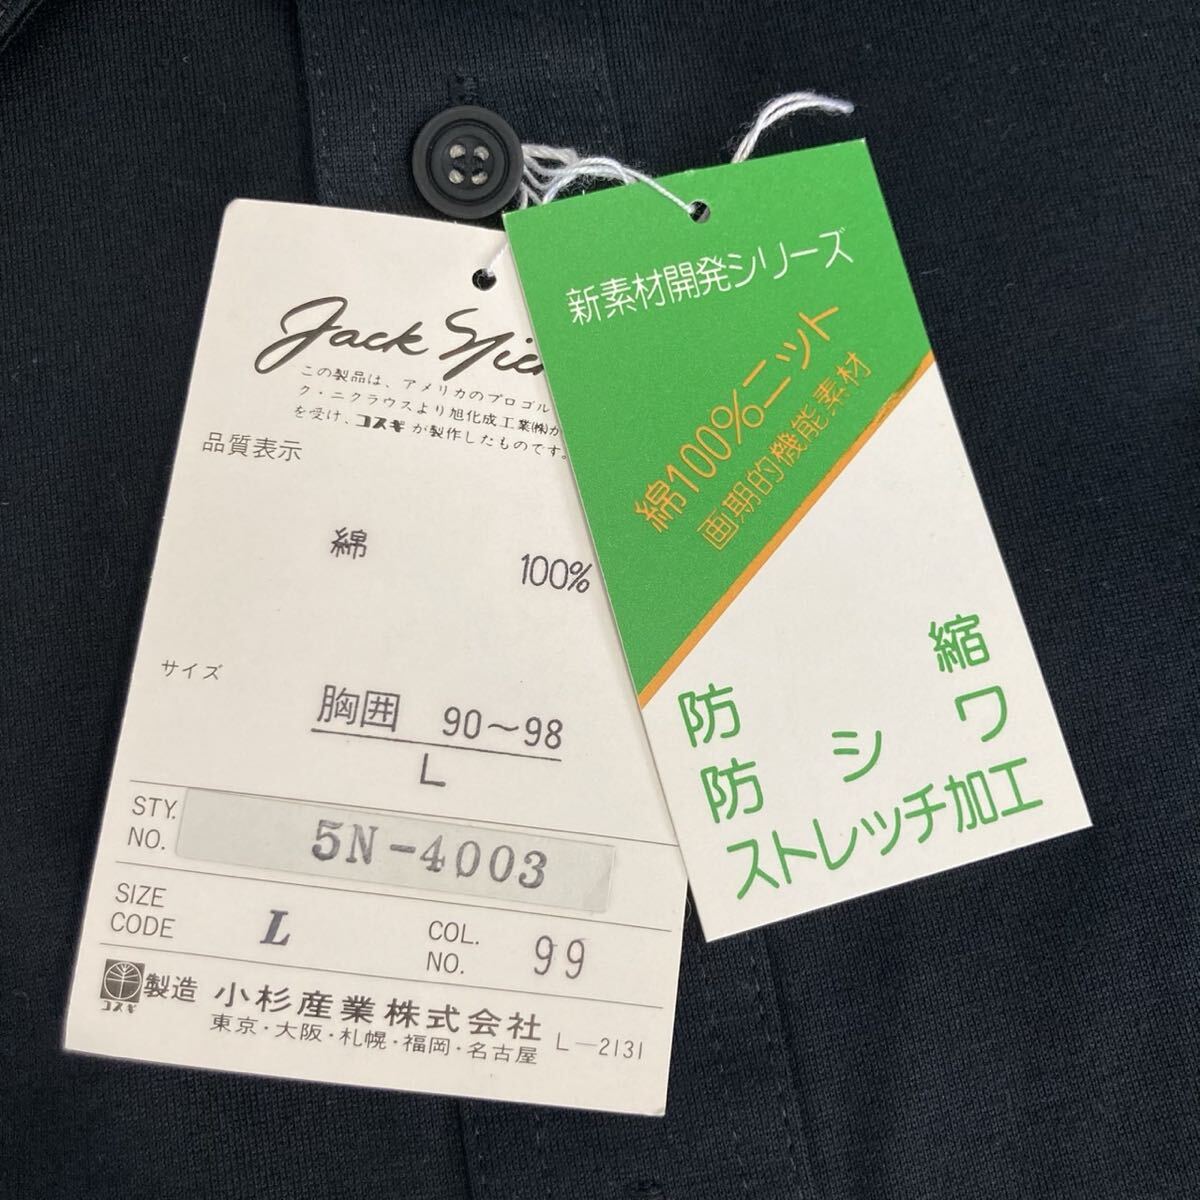 Jack
この製品は、アメリカのプロゴル
ク・ニクラウスより旭化成工業㈱か
を受け、コスギが製作したものです。
品質表示
綿 100%
サイズ
胸囲 90～98
L
STY. NO. 5N-4003
SIZE CODE L COL. NO. 99
コスギ
製造 小杉産業株式会社
東京・大阪・札幌・福岡・名古屋 L-2131
新素材開発シリーズ
綿100%ニット
画期的機能素材
防縮
防シワ
ストレッチ加工